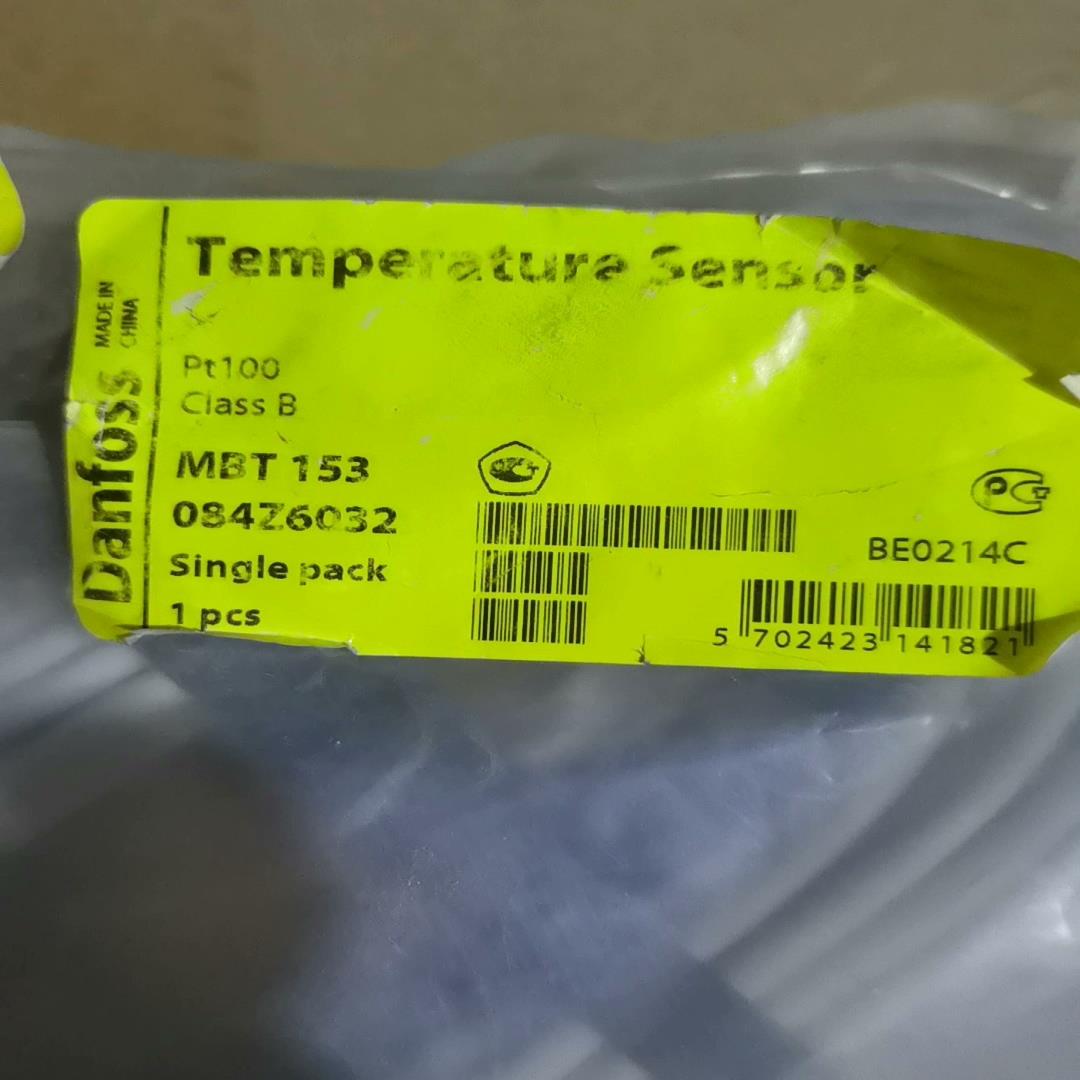 Temperature Sensor
Pt100
Class B
MBT 153
084Z6032
Single pack
1 pcs
BE0214C
5 702423 141821
Danfoss
MADE IN
CHINA